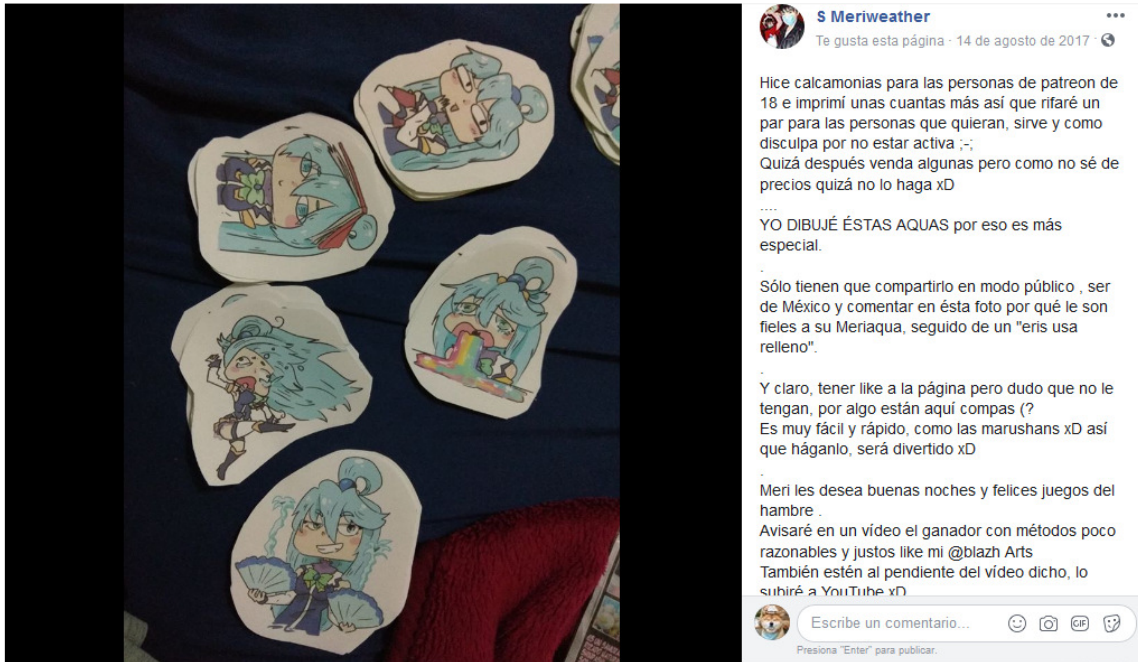 S Meriweather
Te gusta esta página · 14 de agosto de 2017 ·
Hice calcamonias para las personas de patreon de
18 e imprimí unas cuantas más así que rifaré un
par para las personas que quieran, sirve y como
disculpa por no estar activa ;-;
Quizá después venda algunas pero como no sé de
precios quizá no lo haga xD
....
YO DIBUJÉ ÉSTAS AQUAS por eso es más
especial.
.
Sólo tienen que compartirlo en modo público , ser
de México y comentar en ésta foto por qué le son
fieles a su Meriaqua, seguido de un "eris usa
relleno".
.
Y claro, tener like a la página pero dudo que no le
tengan, por algo están aquí compas (?
Es muy fácil y rápido, como las marushans xD así
que háganlo, será divertido xD
.
Meri les desea buenas noches y felices juegos del
hambre .
Avisaré en un vídeo el ganador con métodos poco
razonables y justos like mi @blazh Arts
También estén al pendiente del vídeo dicho, lo
subiré a YouTube xD
Escribe un comentario...
GIF
Presiona "Enter" para publicar.